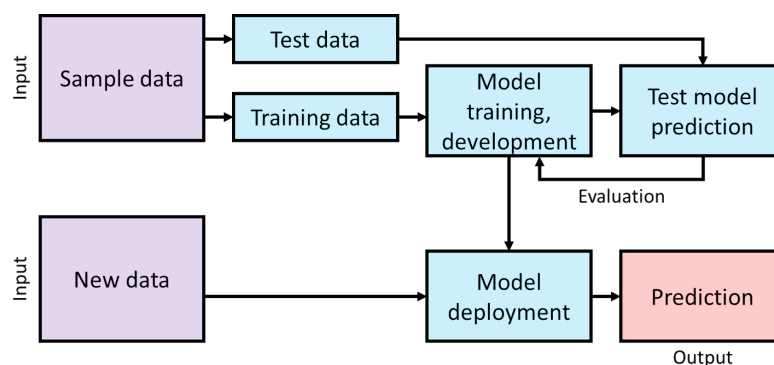 Input
Sample data
Test data
Training data
Model
training,
development
Test model
prediction
Evaluation
Input
New data
Model
deployment
Prediction
Output